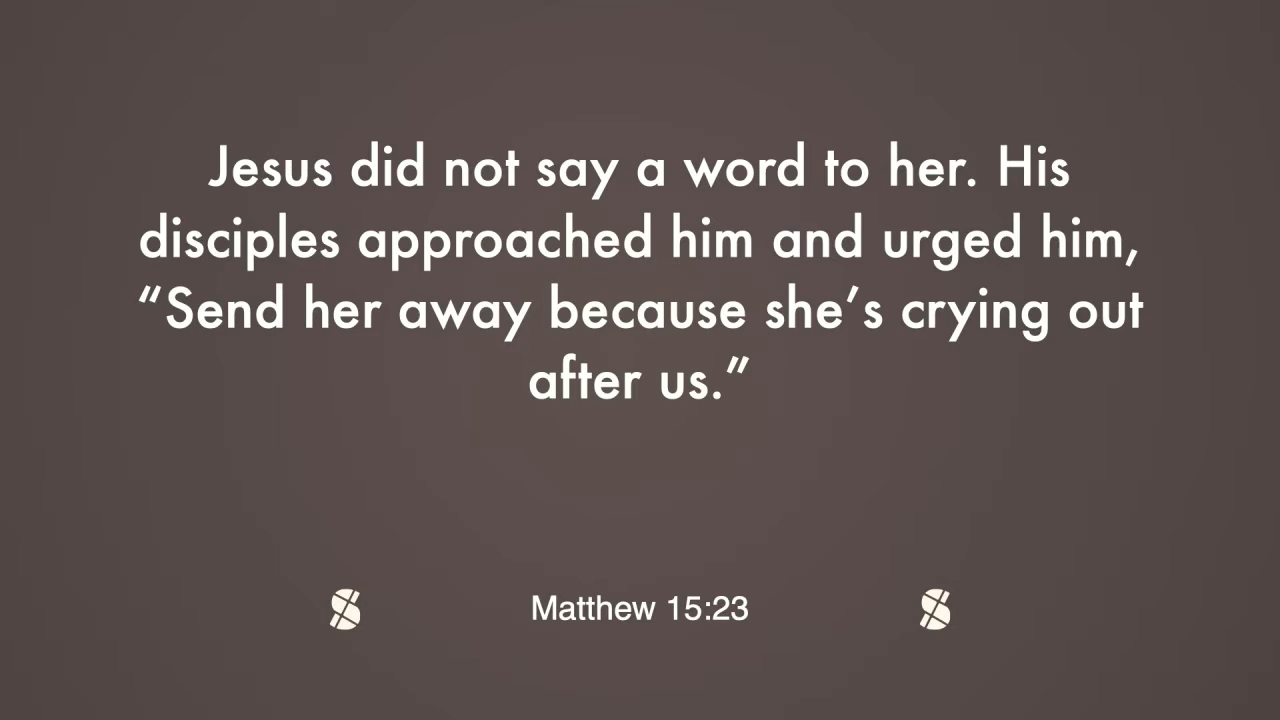 Jesus did not say a word to her. His
disciples approached him and urged him,
“Send her away because she’s crying out
after us.”
Matthew 15:23